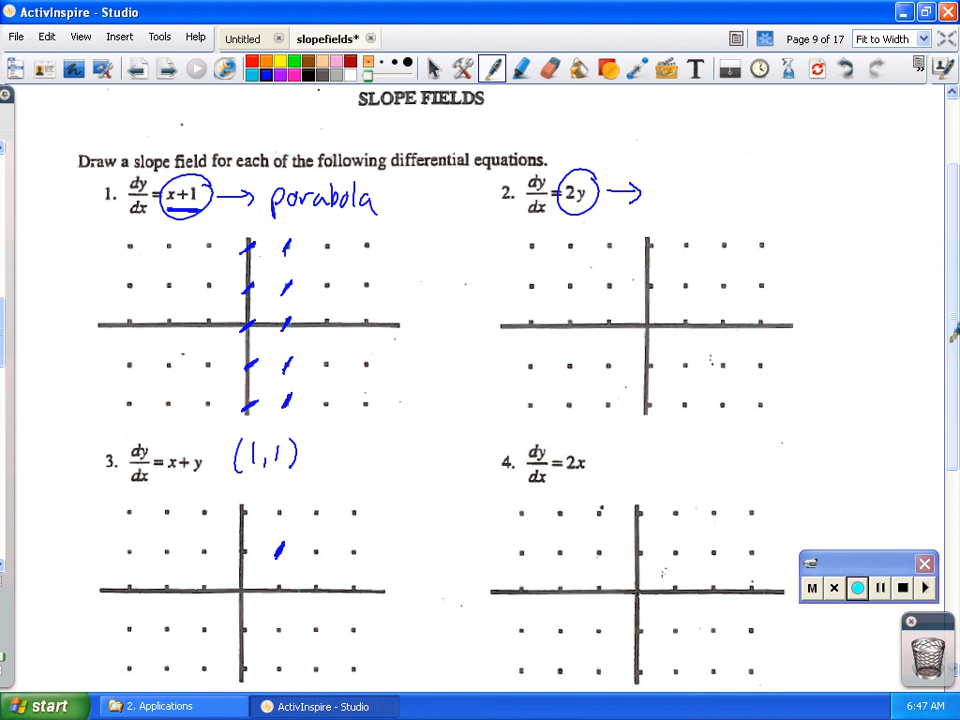 ActivInspire - Studio
File Edit View Insert Tools Help Untitled slopefields* Page 9 of 17 Fit to Width
SLOPE FIELDS
Draw a slope field for each of the following differential equations.
1. dy/dx = x+1 → parabola
2. dy/dx = 2y →
3. dy/dx = x+y (1,1)
4. dy/dx = 2x
M
start 2. Applications ActivInspire - Studio 6:47 AM